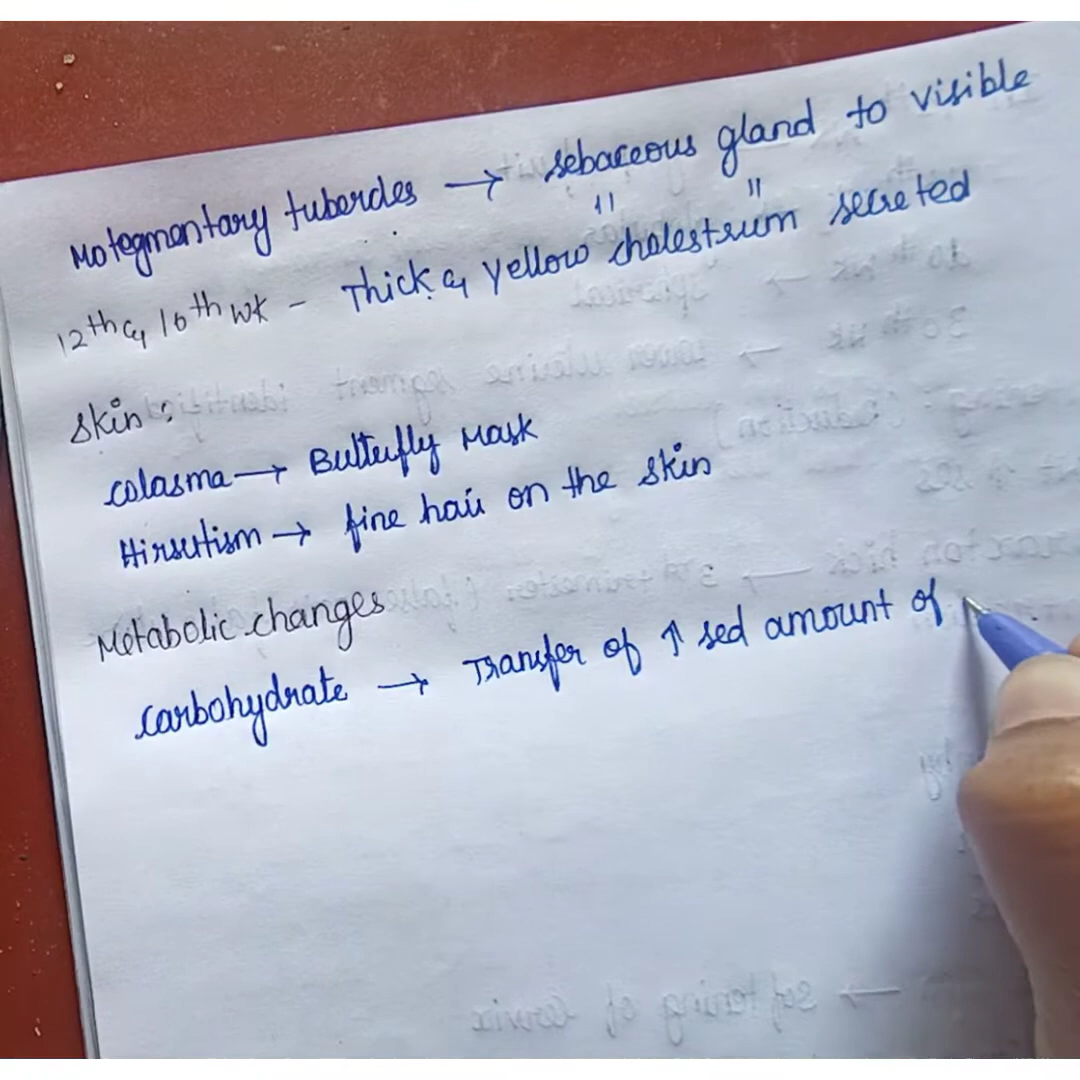 Motegmontary tubercles → sebaceous gland to visible
" "
12th & 16th WK - Thick & yellow cholestrum secreted
Skin:
Colasma → Butterfly Mask
Hirsutism → fine hair on the skin
Metabolic changes
Carbohydrate → Transfer of ↑ sed amount of